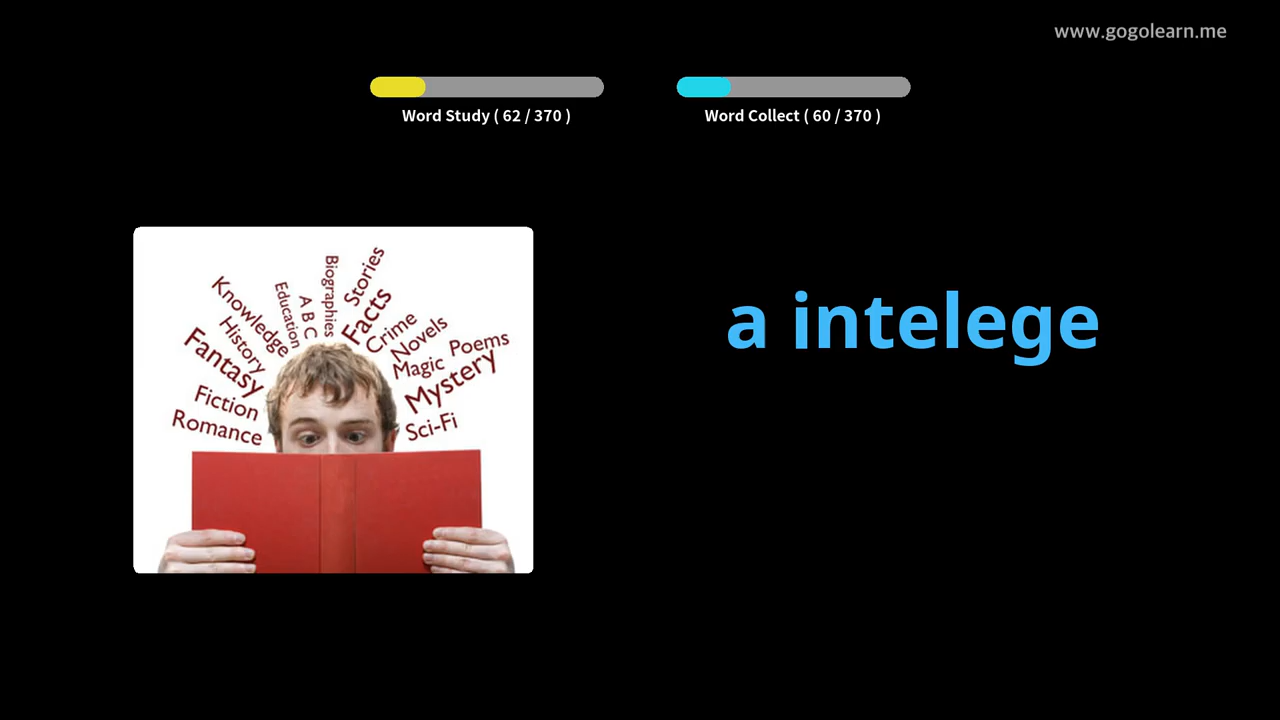 www.gogolearn.me
Word Study ( 62 / 370 )
Word Collect ( 60 / 370 )
a intelege
Romance
Fiction
Fantasy
History
Knowledge
Education
A B C
Biographies
Stories
Facts
Crime
Novels
Magic
Poems
Mystery
Sci-Fi